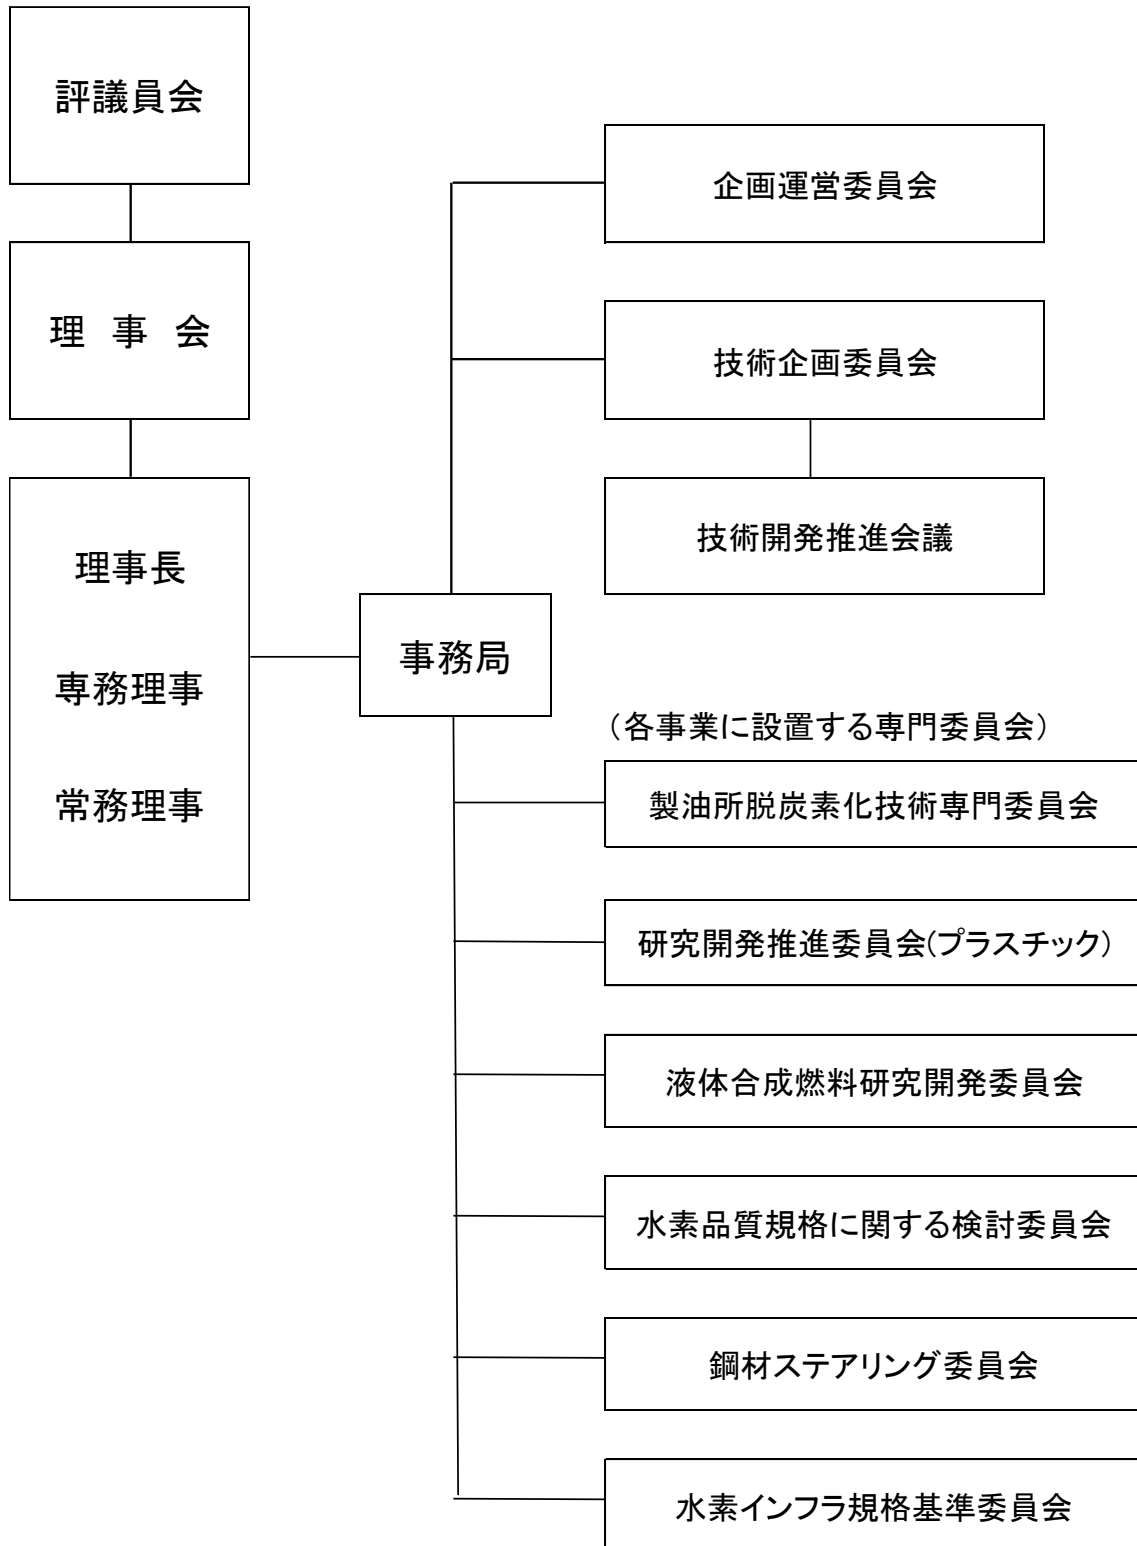 評議員会
理　事　会
理事長
専務理事
常務理事
事務局
企画運営委員会
技術企画委員会
技術開発推進会議
（各事業に設置する専門委員会）
製油所脱炭素化技術専門委員会
研究開発推進委員会(プラスチック)
液体合成燃料研究開発委員会
水素品質規格に関する検討委員会
鋼材ステアリング委員会
水素インフラ規格基準委員会